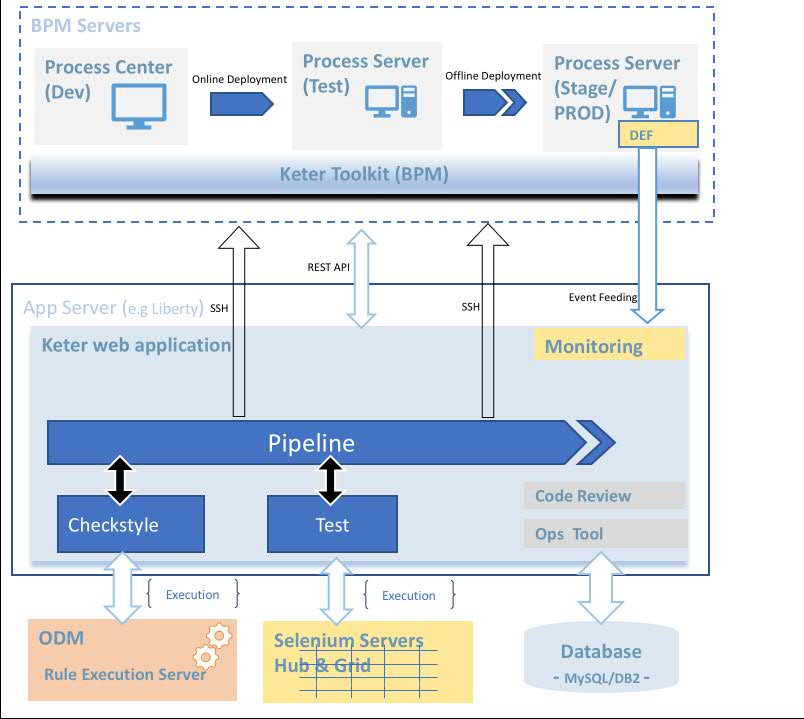 BPM Servers
Process Center
(Dev)
Online Deployment
Process Server
(Test)
Offline Deployment
Process Server
(Stage/
PROD)
DEF
Keter Toolkit (BPM)
REST API
SSH
SSH
Event Feeding
App Server (e.g Liberty)
Keter web application
Monitoring
Pipeline
Checkstyle
Test
Code Review
Ops Tool
Execution
Execution
ODM
Rule Execution Server
Selenium Servers
Hub & Grid
Database
- MySQL/DB2 -